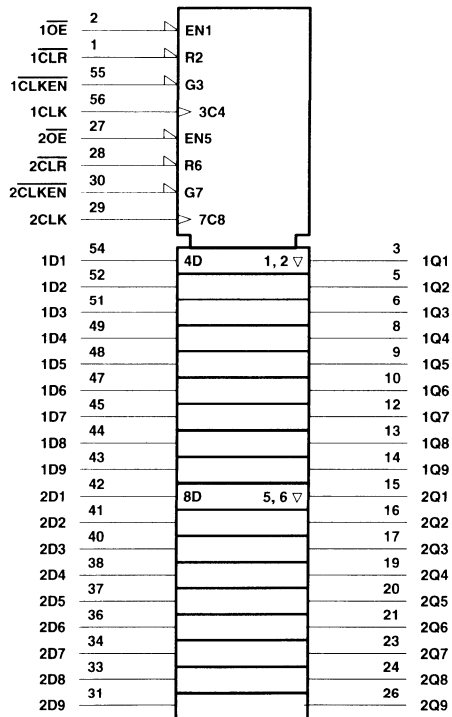 1OE 2 EN1
1CLR 1 R2
1CLKEN 55 G3
1CLK 56 3C4
2OE 27 EN5
2CLR 28 R6
2CLKEN 30 G7
2CLK 29 7C8
1D1 54 4D 1, 2 ▽ 3 1Q1
1D2 52 5 1Q2
1D3 51 6 1Q3
1D4 49 8 1Q4
1D5 48 9 1Q5
1D6 47 10 1Q6
1D7 45 12 1Q7
1D8 44 13 1Q8
1D9 43 14 1Q9
2D1 42 8D 5, 6 ▽ 15 2Q1
2D2 41 16 2Q2
2D3 40 17 2Q3
2D4 38 19 2Q4
2D5 37 20 2Q5
2D6 36 21 2Q6
2D7 34 23 2Q7
2D8 33 24 2Q8
2D9 31 26 2Q9